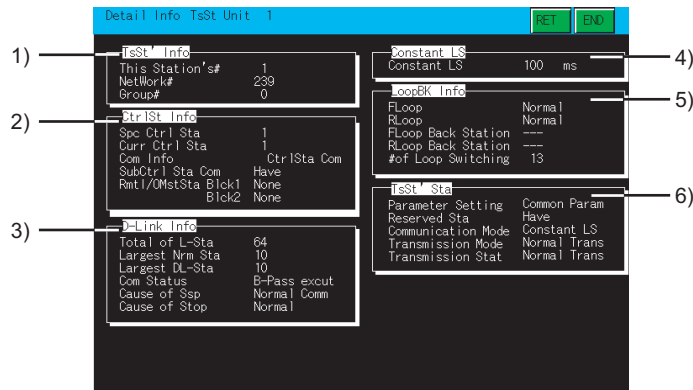 Detail Info TsSt Unit 1
RET END
1)
TsSt' Info
This Station's# 1
NetWork# 239
Group# 0
2)
CtrlSt Info
Spc Ctrl Sta 1
Curr Ctrl Sta 1
Com Info CtrlSta Com
SubCtrl Sta Com Have
RmtI/OMstSta Blck1 None
Blck2 None
3)
D-Link Info
Total of L-Sta 64
Largest Nrm Sta 10
Largest DL-Sta 10
Com Status B-Pass excut
Cause of Ssp Normal Comm
Cause of Stop Normal
4)
Constant LS
Constant LS 100 ms
5)
LoopBK Info
FLoop Normal
RLoop Normal
FLoop Back Station ---
RLoop Back Station ---
#of Loop Switching 13
6)
TsSt' Sta
Parameter Setting Common Param
Reserved Sta Have
Communication Mode Constant LS
Transmission Mode Normal Trans
Transmission Stat Normal Trans